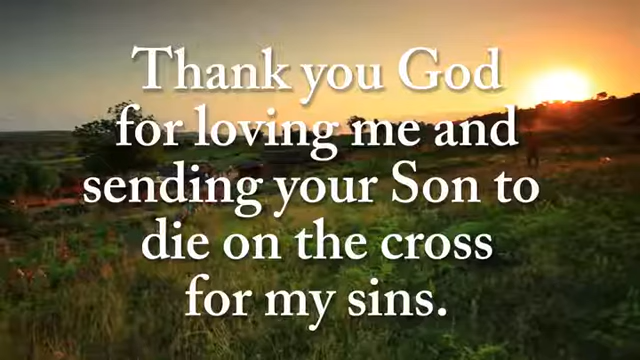 Thank you God
for loving me and
sending your Son to
die on the cross
for my sins.